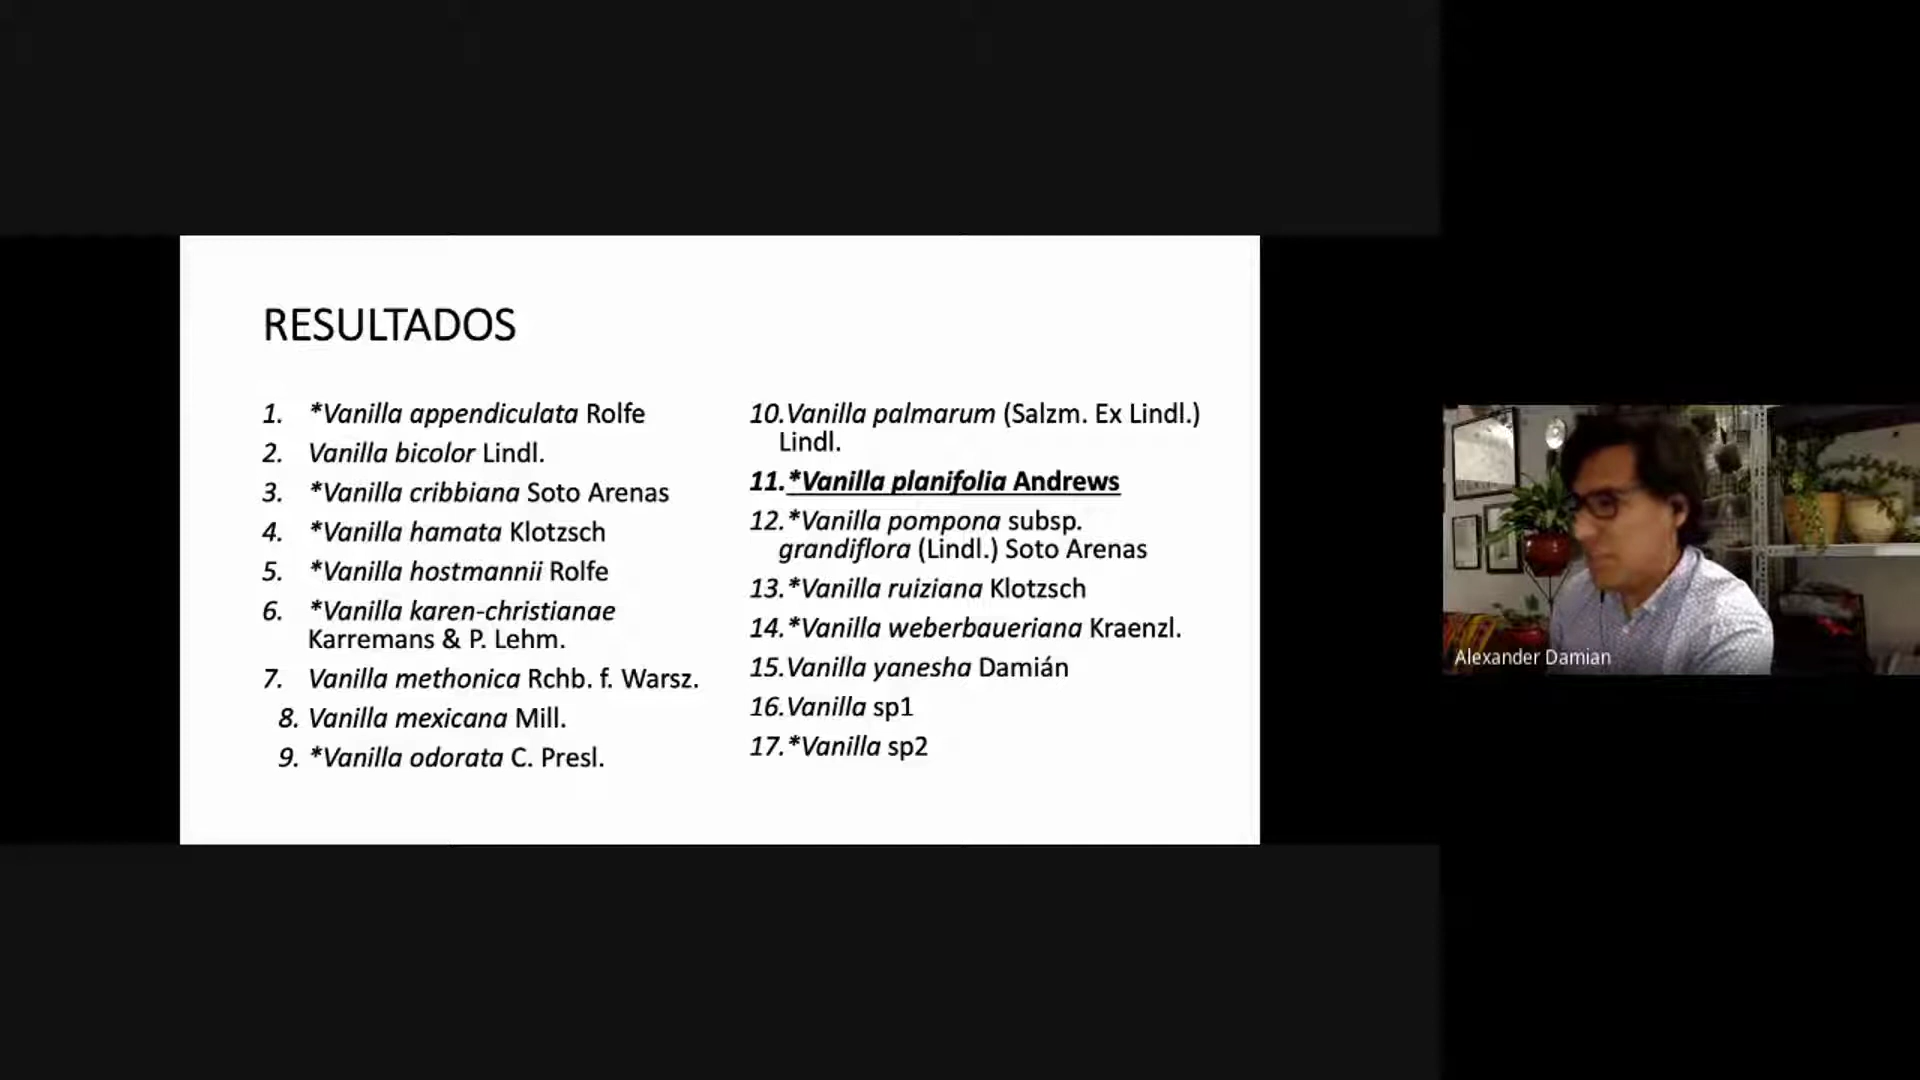 RESULTADOS
1. *Vanilla appendiculata Rolfe
2. Vanilla bicolor Lindl.
3. *Vanilla cribbiana Soto Arenas
4. *Vanilla hamata Klotzsch
5. *Vanilla hostmannii Rolfe
6. *Vanilla karen-christianae
Karremans & P. Lehm.
7. Vanilla methonica Rchb. f. Warsz.
8. Vanilla mexicana Mill.
9. *Vanilla odorata C. Presl.
10.Vanilla palmarum (Salzm. Ex Lindl.)
Lindl.
11.*Vanilla planifolia Andrews
12.*Vanilla pompona subsp.
grandiflora (Lindl.) Soto Arenas
13.*Vanilla ruiziana Klotzsch
14.*Vanilla weberbaueriana Kraenzl.
15.Vanilla yanesha Damián
16.Vanilla sp1
17.*Vanilla sp2
Alexander Damian